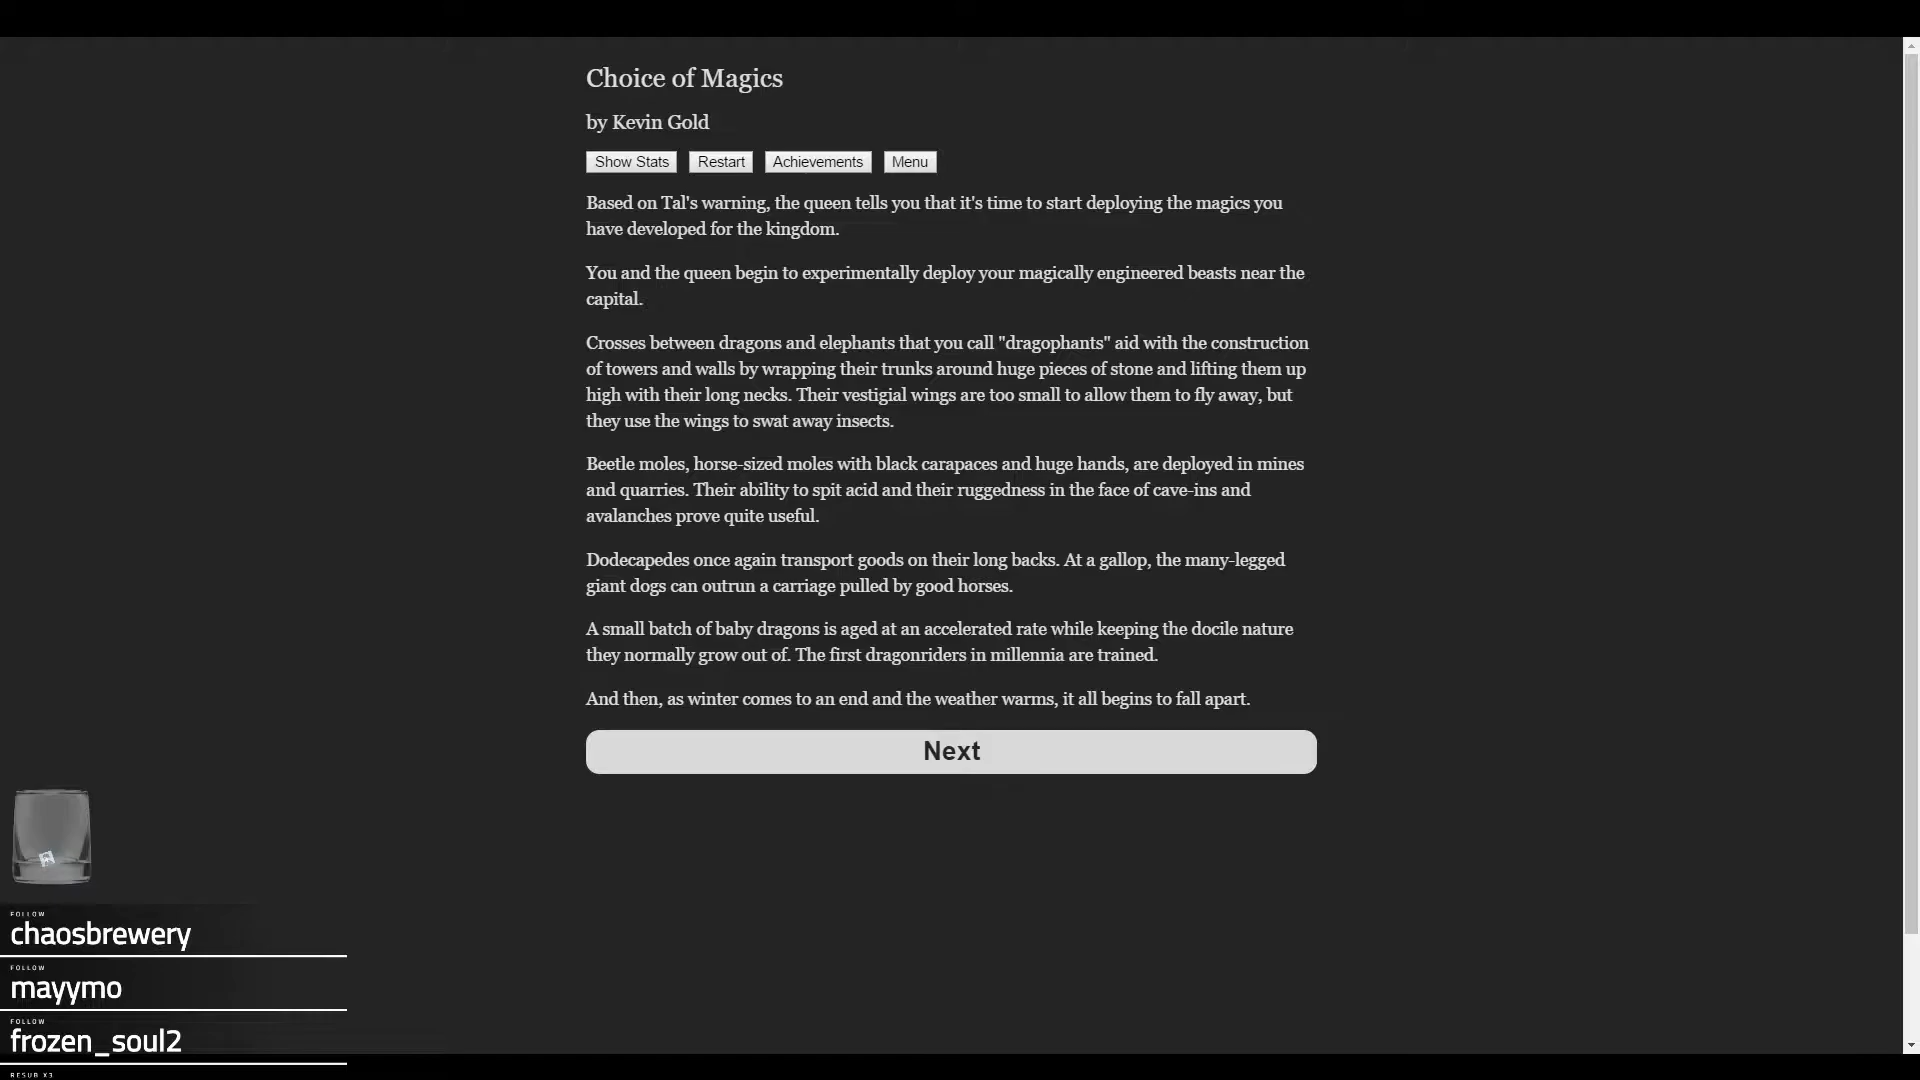 Choice of Magics
by Kevin Gold
Show Stats Restart Achievements Menu
Based on Tal's warning, the queen tells you that it's time to start deploying the magics you
have developed for the kingdom.
You and the queen begin to experimentally deploy your magically engineered beasts near the
capital.
Crosses between dragons and elephants that you call "dragophants" aid with the construction
of towers and walls by wrapping their trunks around huge pieces of stone and lifting them up
high with their long necks. Their vestigial wings are too small to allow them to fly away, but
they use the wings to swat away insects.
Beetle moles, horse-sized moles with black carapaces and huge hands, are deployed in mines
and quarries. Their ability to spit acid and their ruggedness in the face of cave-ins and
avalanches prove quite useful.
Dodecapedes once again transport goods on their long backs. At a gallop, the many-legged
giant dogs can outrun a carriage pulled by good horses.
A small batch of baby dragons is aged at an accelerated rate while keeping the docile nature
they normally grow out of. The first dragonriders in millennia are trained.
And then, as winter comes to an end and the weather warms, it all begins to fall apart.
Next
FOLLOW
chaosbrewery
FOLLOW
mayymo
FOLLOW
frozen_soul2
RESUB X3